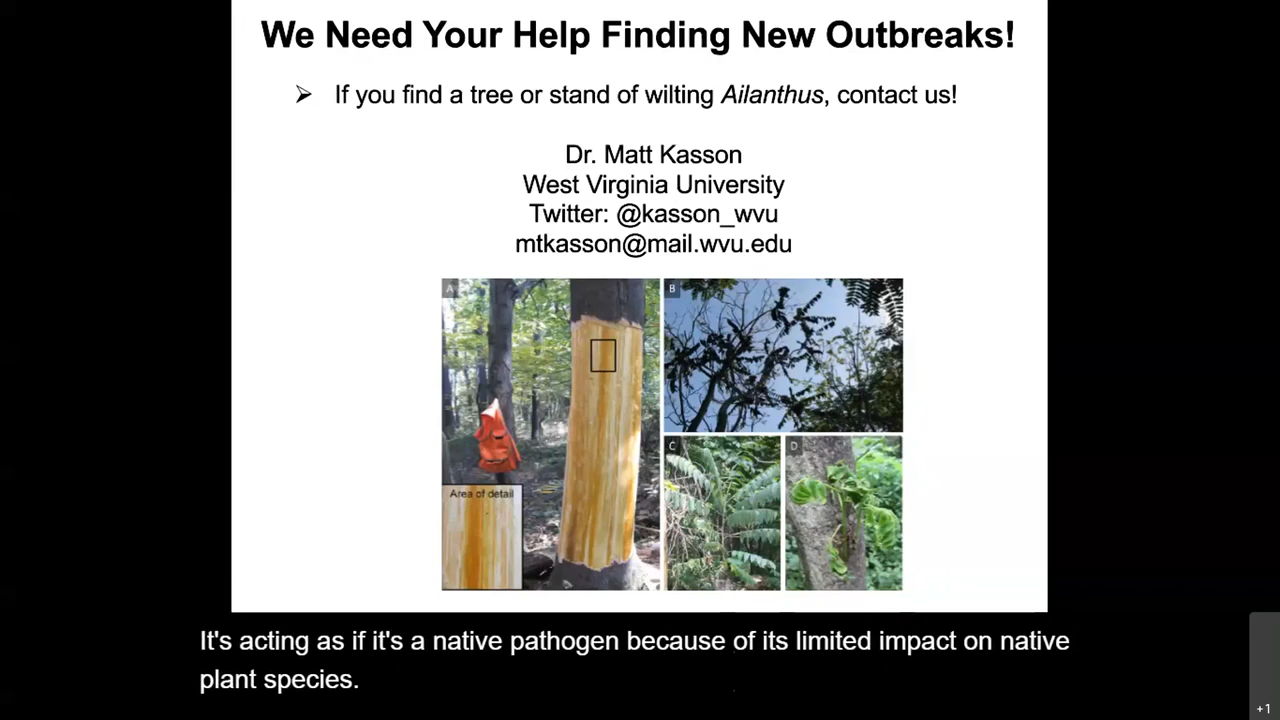 We Need Your Help Finding New Outbreaks!
➢ If you find a tree or stand of wilting Ailanthus, contact us!
Dr. Matt Kasson
West Virginia University
Twitter: @kasson_wvu
mtkasson@mail.wvu.edu
A
B
Area of detail
C
D
It's acting as if it's a native pathogen because of its limited impact on native
plant species.
+1